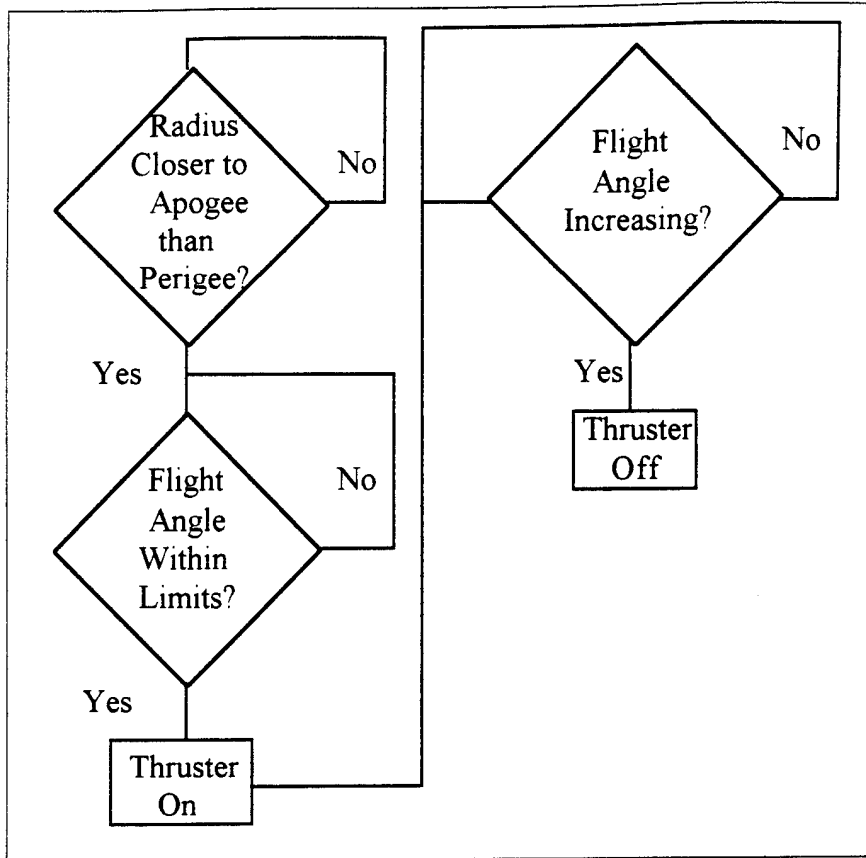 Radius
Closer to
Apogee
than
Perigee?
No
Yes
Flight
Angle
Within
Limits?
No
Yes
Thruster
On
Flight
Angle
Increasing?
No
Yes
Thruster
Off